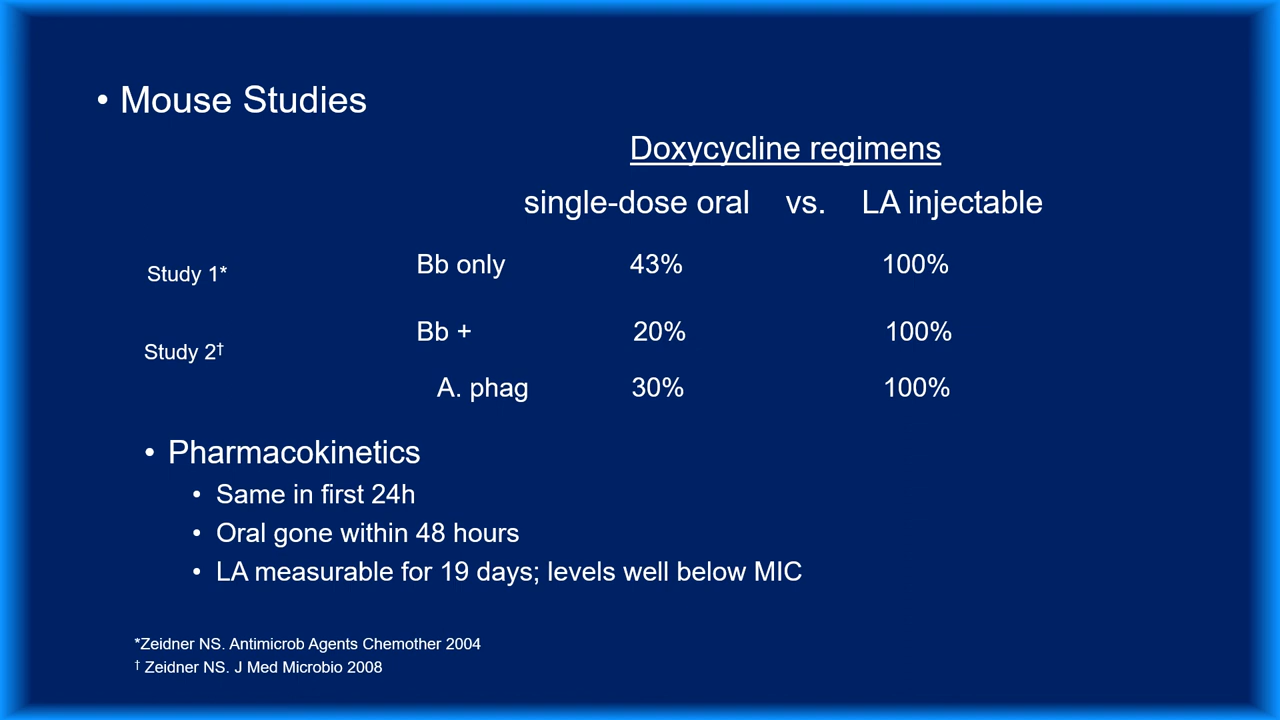 • Mouse Studies
Doxycycline regimens
single-dose oral vs. LA injectable
Study 1* Bb only 43% 100%
Study 2† Bb + 20% 100%
A. phag 30% 100%
• Pharmacokinetics
• Same in first 24h
• Oral gone within 48 hours
• LA measurable for 19 days; levels well below MIC
*Zeidner NS. Antimicrob Agents Chemother 2004
† Zeidner NS. J Med Microbio 2008